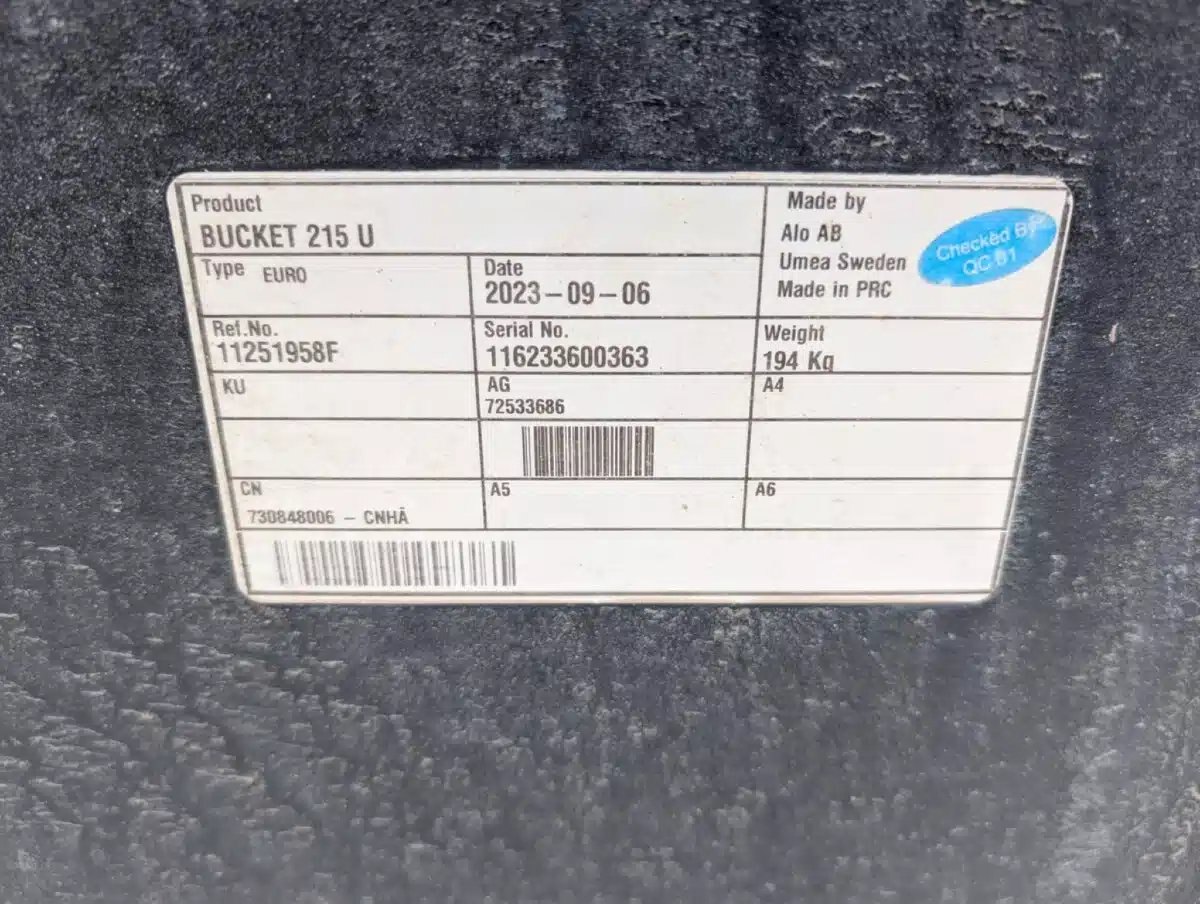 Product
BUCKET 215 U
Made by
Alo AB
Umea Sweden
Made in PRC
Checked By
QC 01
Type EURO
Date
2023-09-06
Ref.No.
11251958F
Serial No.
116233600363
Weight
194 Kg
KU
AG
72533686
A4
CN
730848006 - CNHÄ
A5
A6